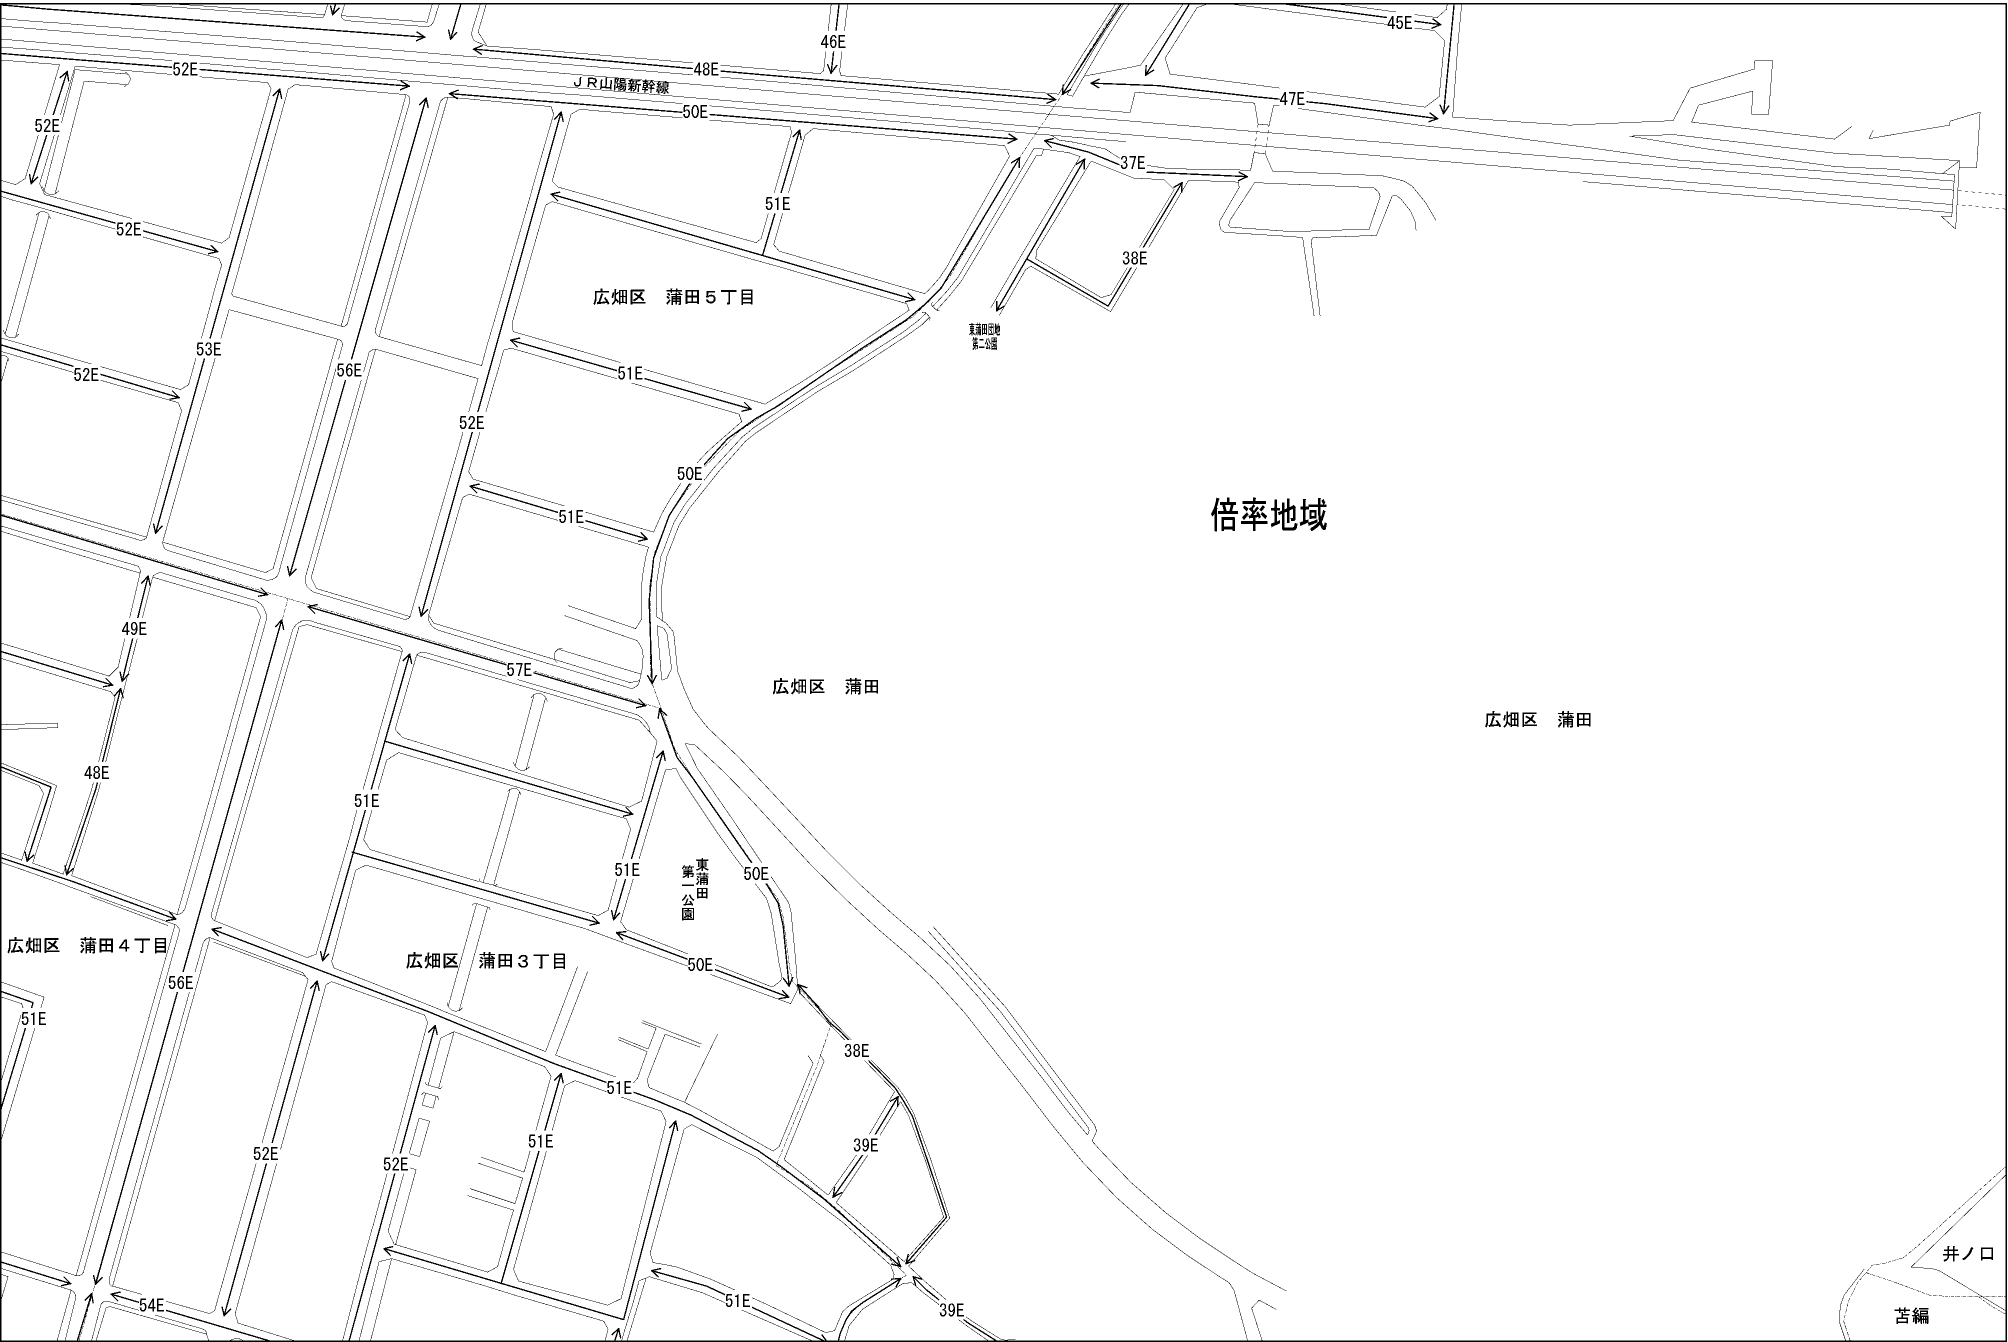 45E
46E
48E
52E
ＪＲ山陽新幹線
47E
50E
52E
37E
51E
52E
38E
広畑区　蒲田５丁目
東蒲田団地
第二公園
53E
56E
52E
51E
52E
50E
倍率地域
51E
49E
57E
広畑区　蒲田
広畑区　蒲田
48E
51E
51E
50E
東蒲田
第一公園
広畑区　蒲田４丁目
広畑区　蒲田３丁目
50E
56E
51E
38E
51E
51E
39E
52E
52E
井ノ口
51E
54E
39E
苫編